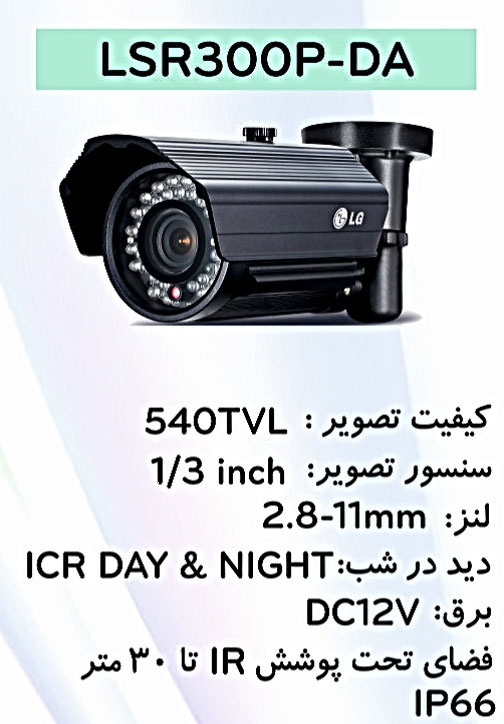 LSR300P-DA
LG
کیفیت تصویر : 540TVL
سنسور تصویر: 1/3 inch
لنز: 2.8-11mm
دید در شب:ICR DAY & NIGHT
برق: DC12V
فضای تحت پوشش IR تا ۳۰ متر
IP66